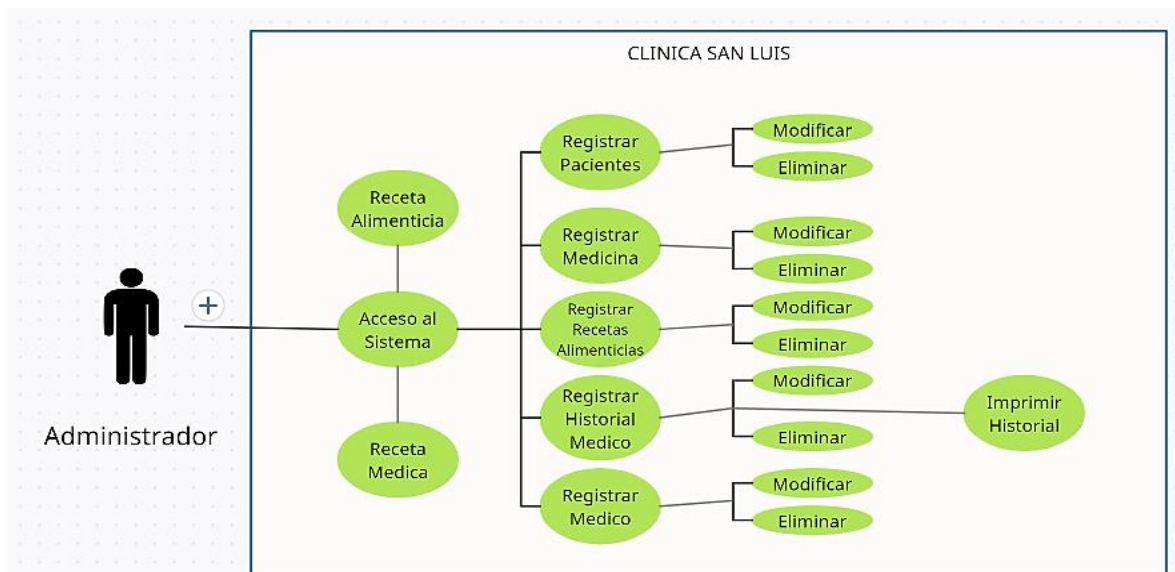 CLINICA SAN LUIS
Administrador
Receta
Alimenticia
Acceso al
Sistema
Receta
Medica
Registrar
Pacientes
Modificar
Eliminar
Registrar
Medicina
Modificar
Eliminar
Registrar
Recetas
Alimenticias
Modificar
Eliminar
Registrar
Historial
Medico
Modificar
Eliminar
Imprimir
Historial
Registrar
Medico
Modificar
Eliminar